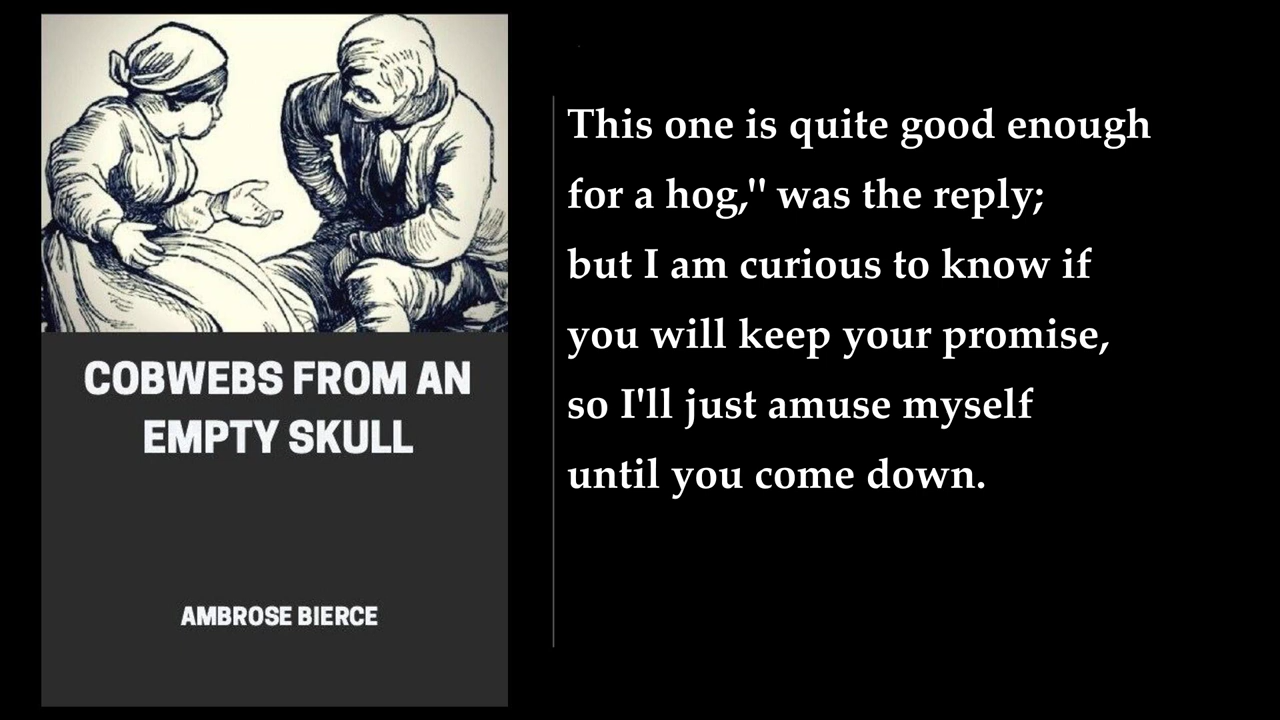 COBWEBS FROM AN
EMPTY SKULL
AMBROSE BIERCE
This one is quite good enough
for a hog," was the reply;
but I am curious to know if
you will keep your promise,
so I'll just amuse myself
until you come down.